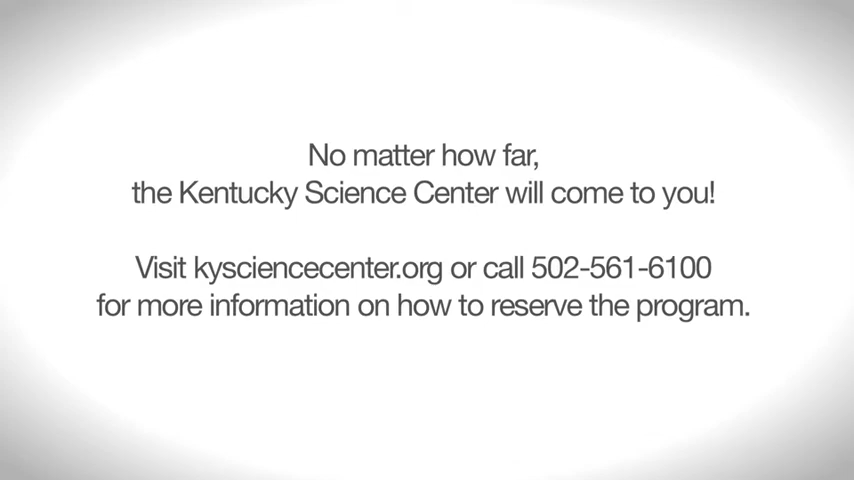 No matter how far,
the Kentucky Science Center will come to you!
Visit kysciencecenter.org or call 502-561-6100
for more information on how to reserve the program.